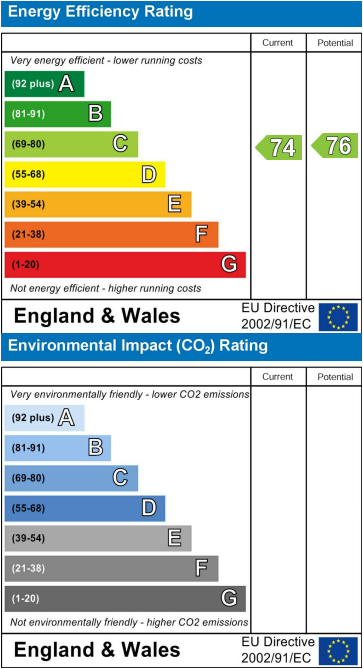 Energy Efficiency Rating
Current Potential
Very energy efficient - lower running costs
(92 plus) A
(81-91) B
(69-80) C
74 76
(55-68) D
(39-54) E
(21-38) F
(1-20) G
Not energy efficient - higher running costs
England & Wales
EU Directive
2002/91/EC
Environmental Impact (CO₂) Rating
Current Potential
Very environmentally friendly - lower CO2 emissions
(92 plus) A
(81-91) B
(69-80) C
(55-68) D
(39-54) E
(21-38) F
(1-20) G
Not environmentally friendly - higher CO2 emissions
England & Wales
EU Directive
2002/91/EC